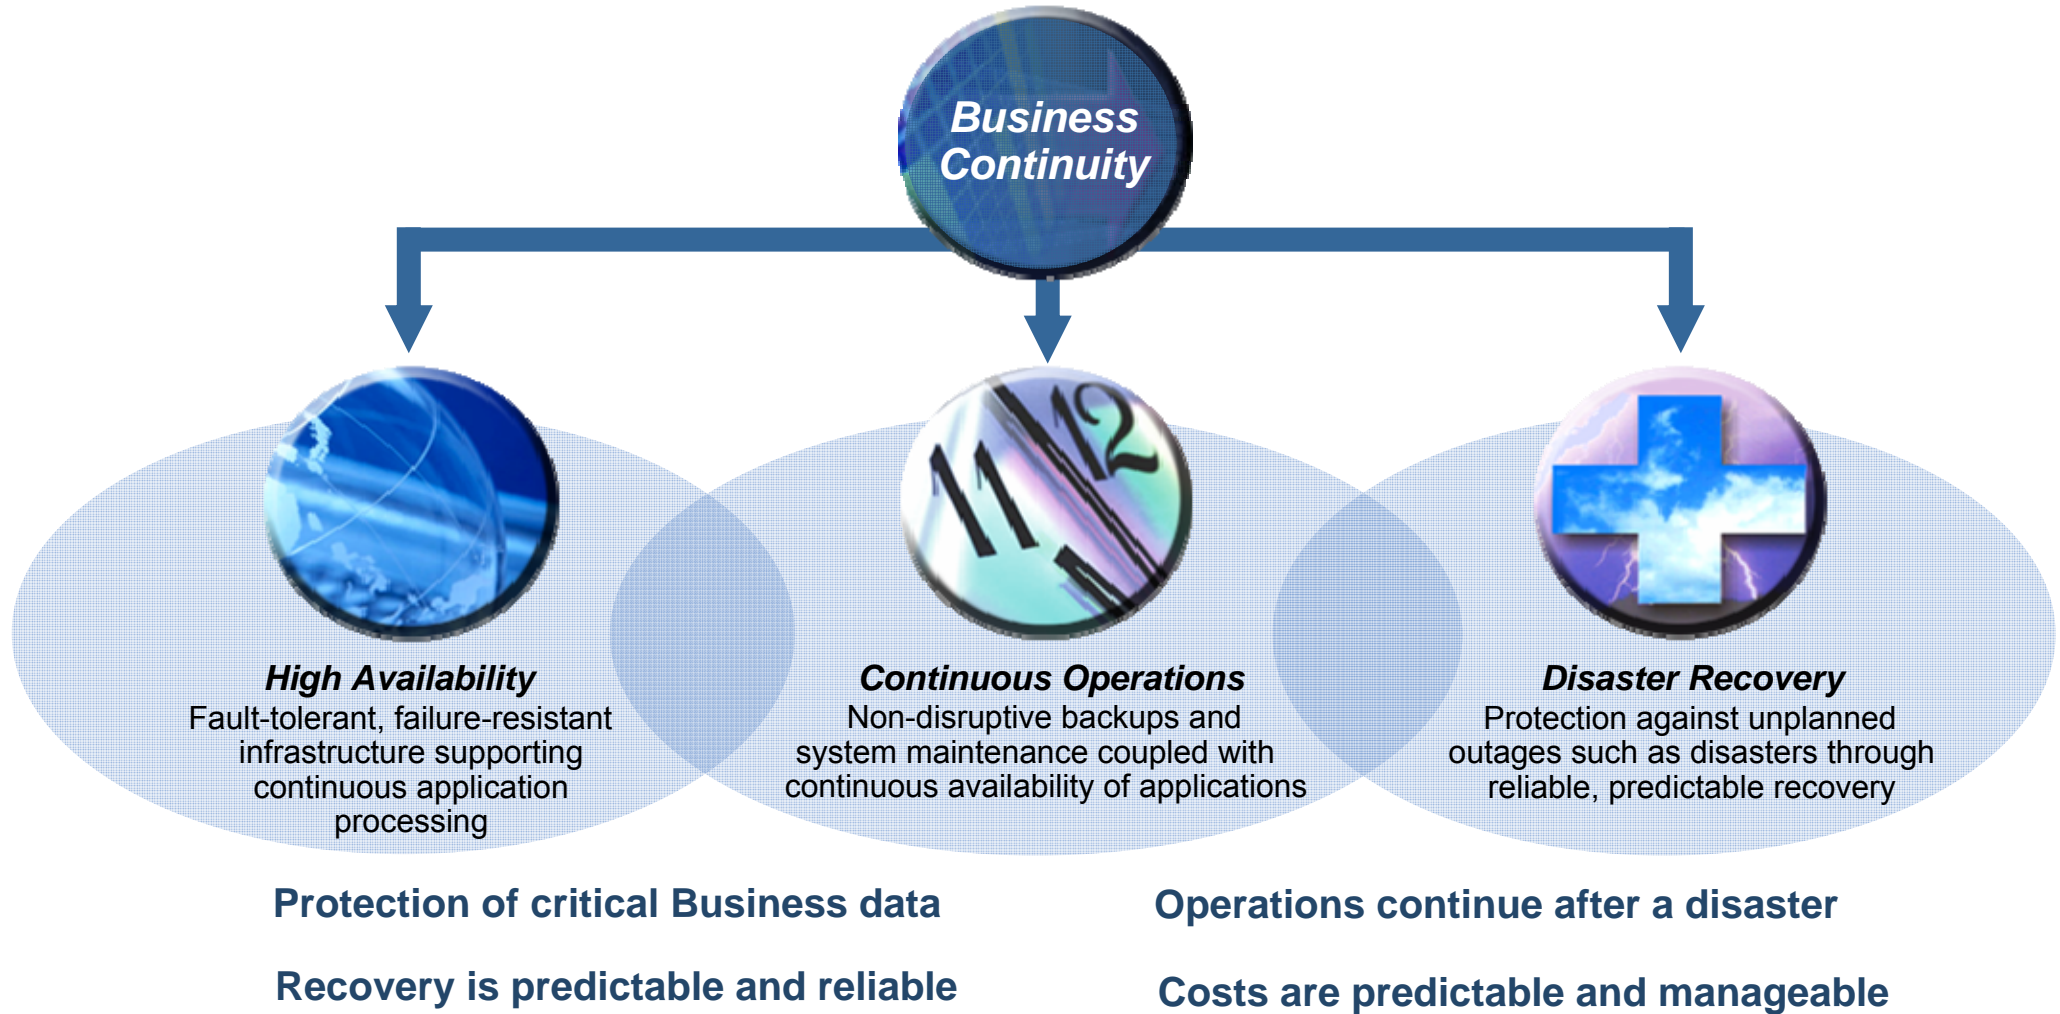 Business
Continuity
11
12
High Availability
Fault-tolerant, failure-resistant
infrastructure supporting
continuous application
processing
Continuous Operations
Non-disruptive backups and
system maintenance coupled with
continuous availability of applications
Disaster Recovery
Protection against unplanned
outages such as disasters through
reliable, predictable recovery
Protection of critical Business data
Operations continue after a disaster
Recovery is predictable and reliable
Costs are predictable and manageable